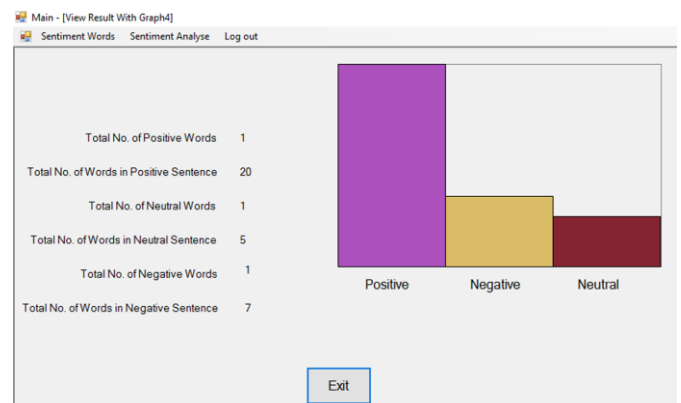 Main - [View Result With Graph4]
Sentiment Words Sentiment Analyse Log out
Total No. of Positive Words 1
Total No. of Words in Positive Sentence 20
Total No. of Neutral Words 1
Total No. of Words in Neutral Sentence 5
Total No. of Negative Words 1
Total No. of Words in Negative Sentence 7
Positive Negative Neutral
Exit